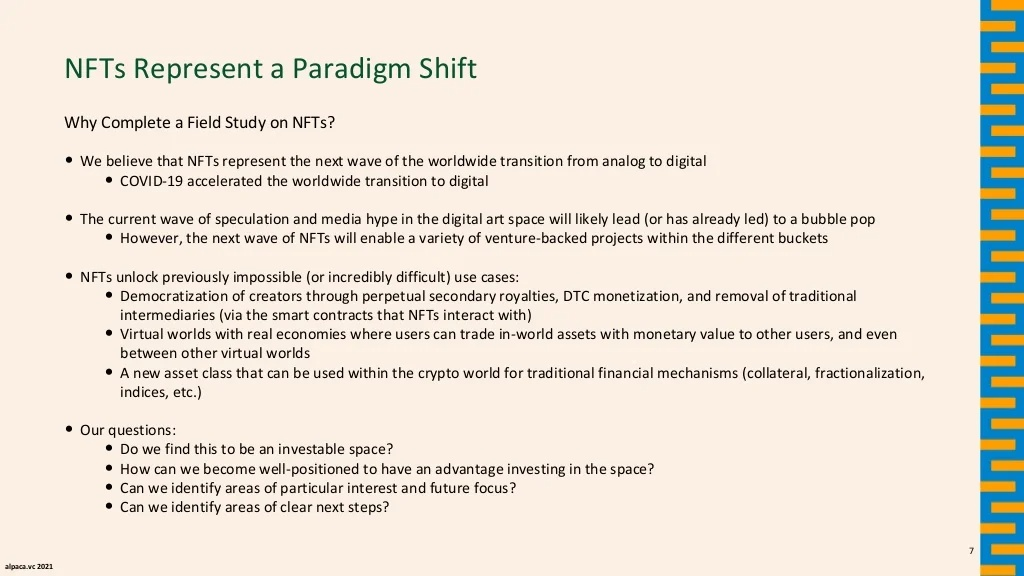 NFTs Represent a Paradigm Shift
Why Complete a Field Study on NFTs?
• We believe that NFTs represent the next wave of the worldwide transition from analog to digital
• COVID-19 accelerated the worldwide transition to digital
• The current wave of speculation and media hype in the digital art space will likely lead (or has already led) to a bubble pop
• However, the next wave of NFTs will enable a variety of venture-backed projects within the different buckets
• NFTs unlock previously impossible (or incredibly difficult) use cases:
• Democratization of creators through perpetual secondary royalties, DTC monetization, and removal of traditional
intermediaries (via the smart contracts that NFTs interact with)
• Virtual worlds with real economies where users can trade in-world assets with monetary value to other users, and even
between other virtual worlds
• A new asset class that can be used within the crypto world for traditional financial mechanisms (collateral, fractionalization,
indices, etc.)
• Our questions:
• Do we find this to be an investable space?
• How can we become well-positioned to have an advantage investing in the space?
• Can we identify areas of particular interest and future focus?
• Can we identify areas of clear next steps?
7
alpaca.vc 2021